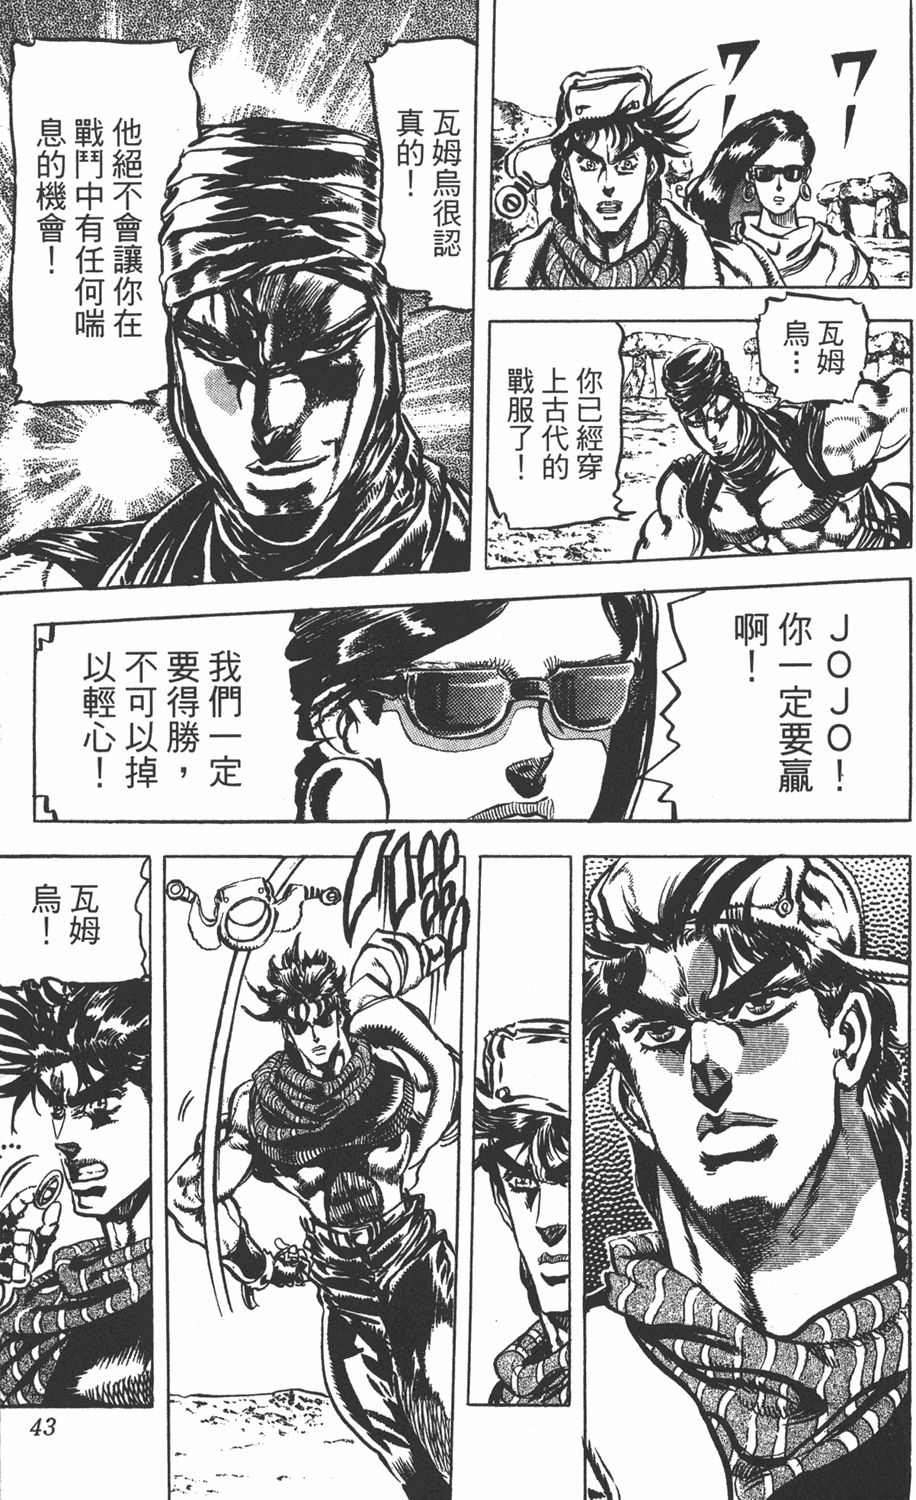 ワ
ワ
瓦姆
烏…
你已經穿
上古代的
戰服了！
瓦姆烏很認
真的！
他絕不會讓你在
戰鬥中有任何喘
息的機會！
ＪＯＪＯ！
你一定要贏
啊！
我們一定
要得勝，
不可以掉
以輕心！
瓦姆
烏！
43